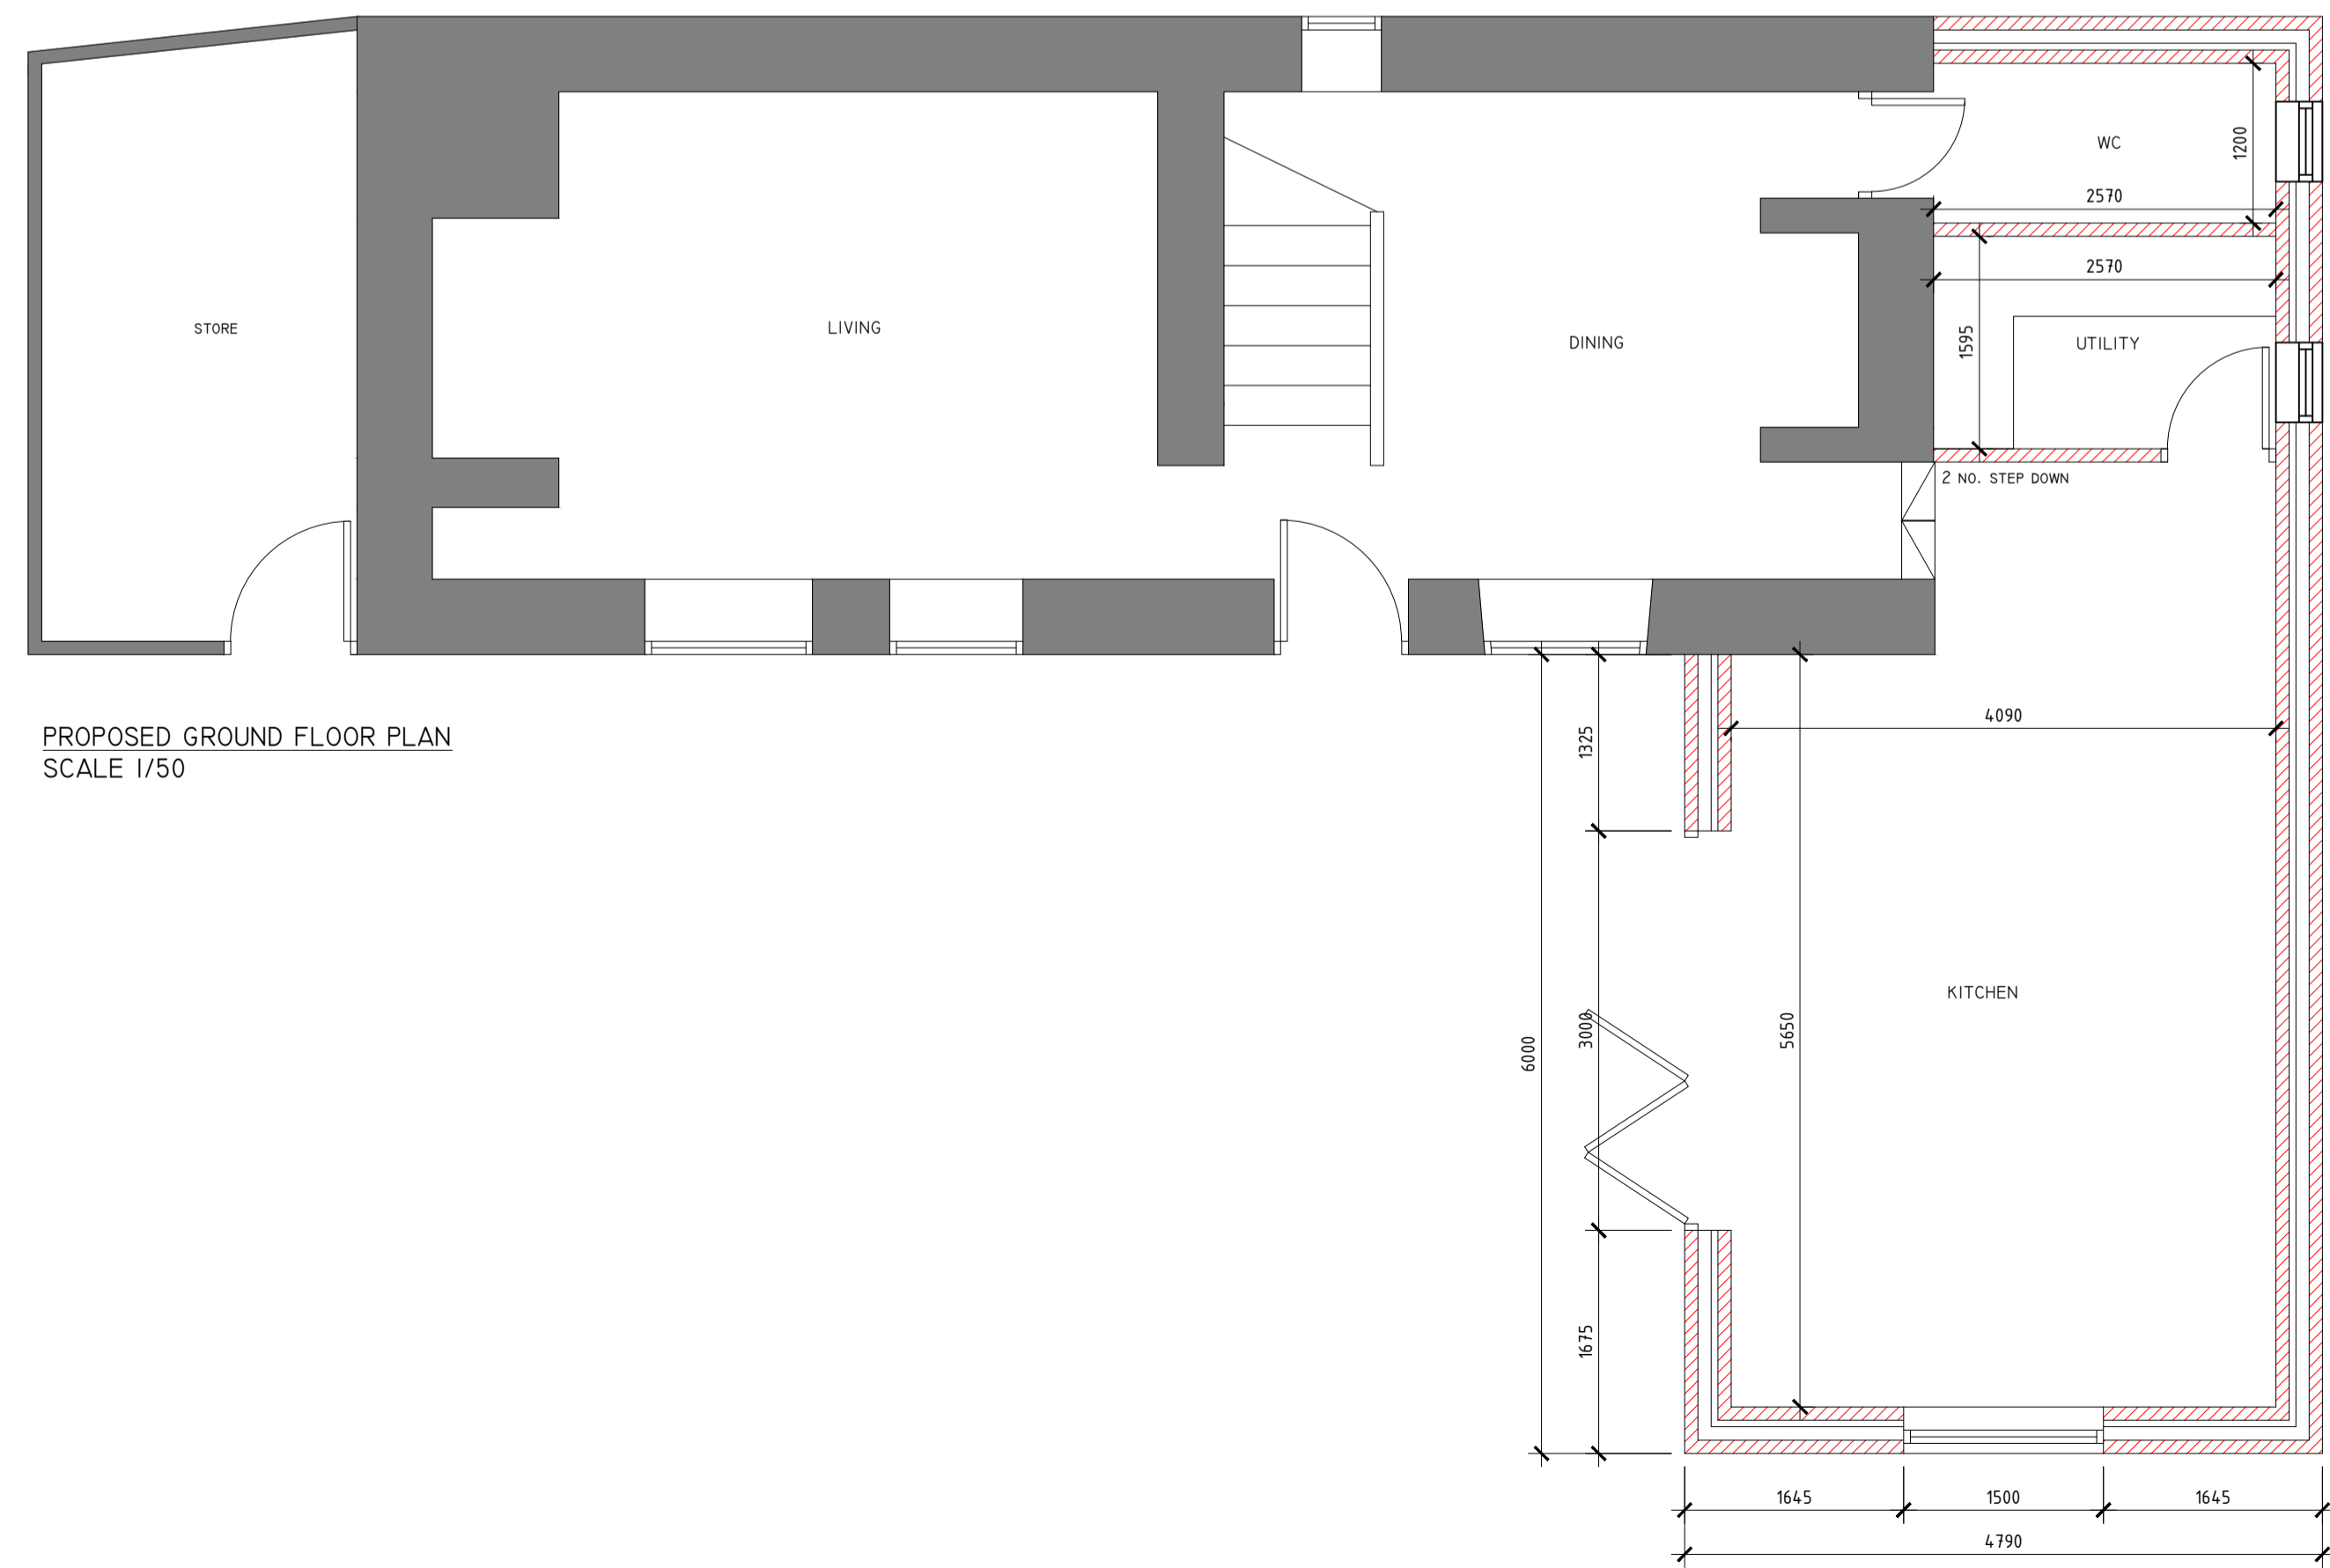 WC
1200
2570
2570
STORE
LIVING
DINING
1595
UTILITY
2 NO. STEP DOWN
PROPOSED GROUND FLOOR PLAN
SCALE 1/50
4090
1325
KITCHEN
6000
3000
5650
1675
1645
1500
1645
4790